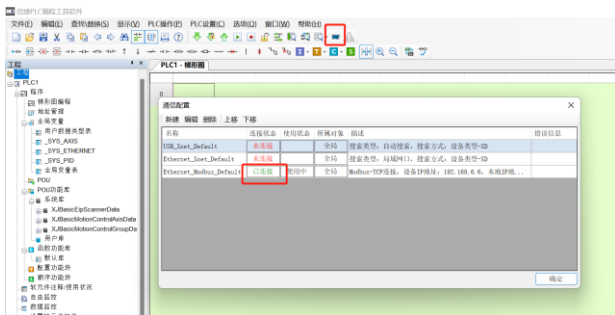 信捷PLC编程工具软件
文件(F) 编辑(E) 查找\替换(S) 显示(V) PLC操作(P) PLC设置(C) 选项(O) 窗口(W) 帮助(H)
工程
PLC1 - 梯形图
工程
PLC1
程序
梯形图编程
地址管理
全局变量
用户数据类型表
_SYS_AXIS
_SYS_ETHERNET
_SYS_PID
全局变量表
POU
POU功能库
系统库
XJBasicEipScannerData
XJBasicMotionControlAxisData
XJBasicMotionControlGroupDa
用户库
函数功能库
默认库
配置功能块
顺序功能块
软元件注释/使用状况
自由监控
数据监控
0
通信配置
新建 编辑 删除 上移 下移
名称 连接状态 使用状态 所属对象 描述 错误信息
USB_Xnet_Default 未连接 全局 搜索类型: 自动搜索, 搜索方式: 设备类型-XD
Ethernet_Xnet_Default 未连接 全局 搜索类型: 局域网口, 搜索方式: 设备类型-XD
Ethernet_Modbus_Default 已连接 使用中 全局 Modbus-TCP连接, 设备IP地址: 192.168.6.6, 本地IP地...
确定